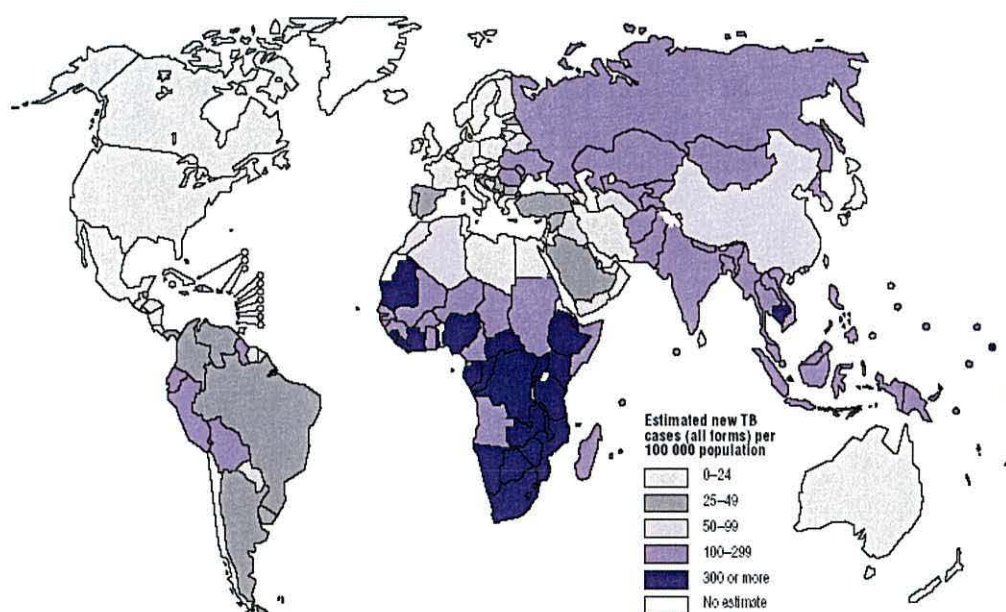 Estimated new TB
cases (all forms) per
100 000 population
0–24
25–49
50–99
100–299
300 or more
No estimate